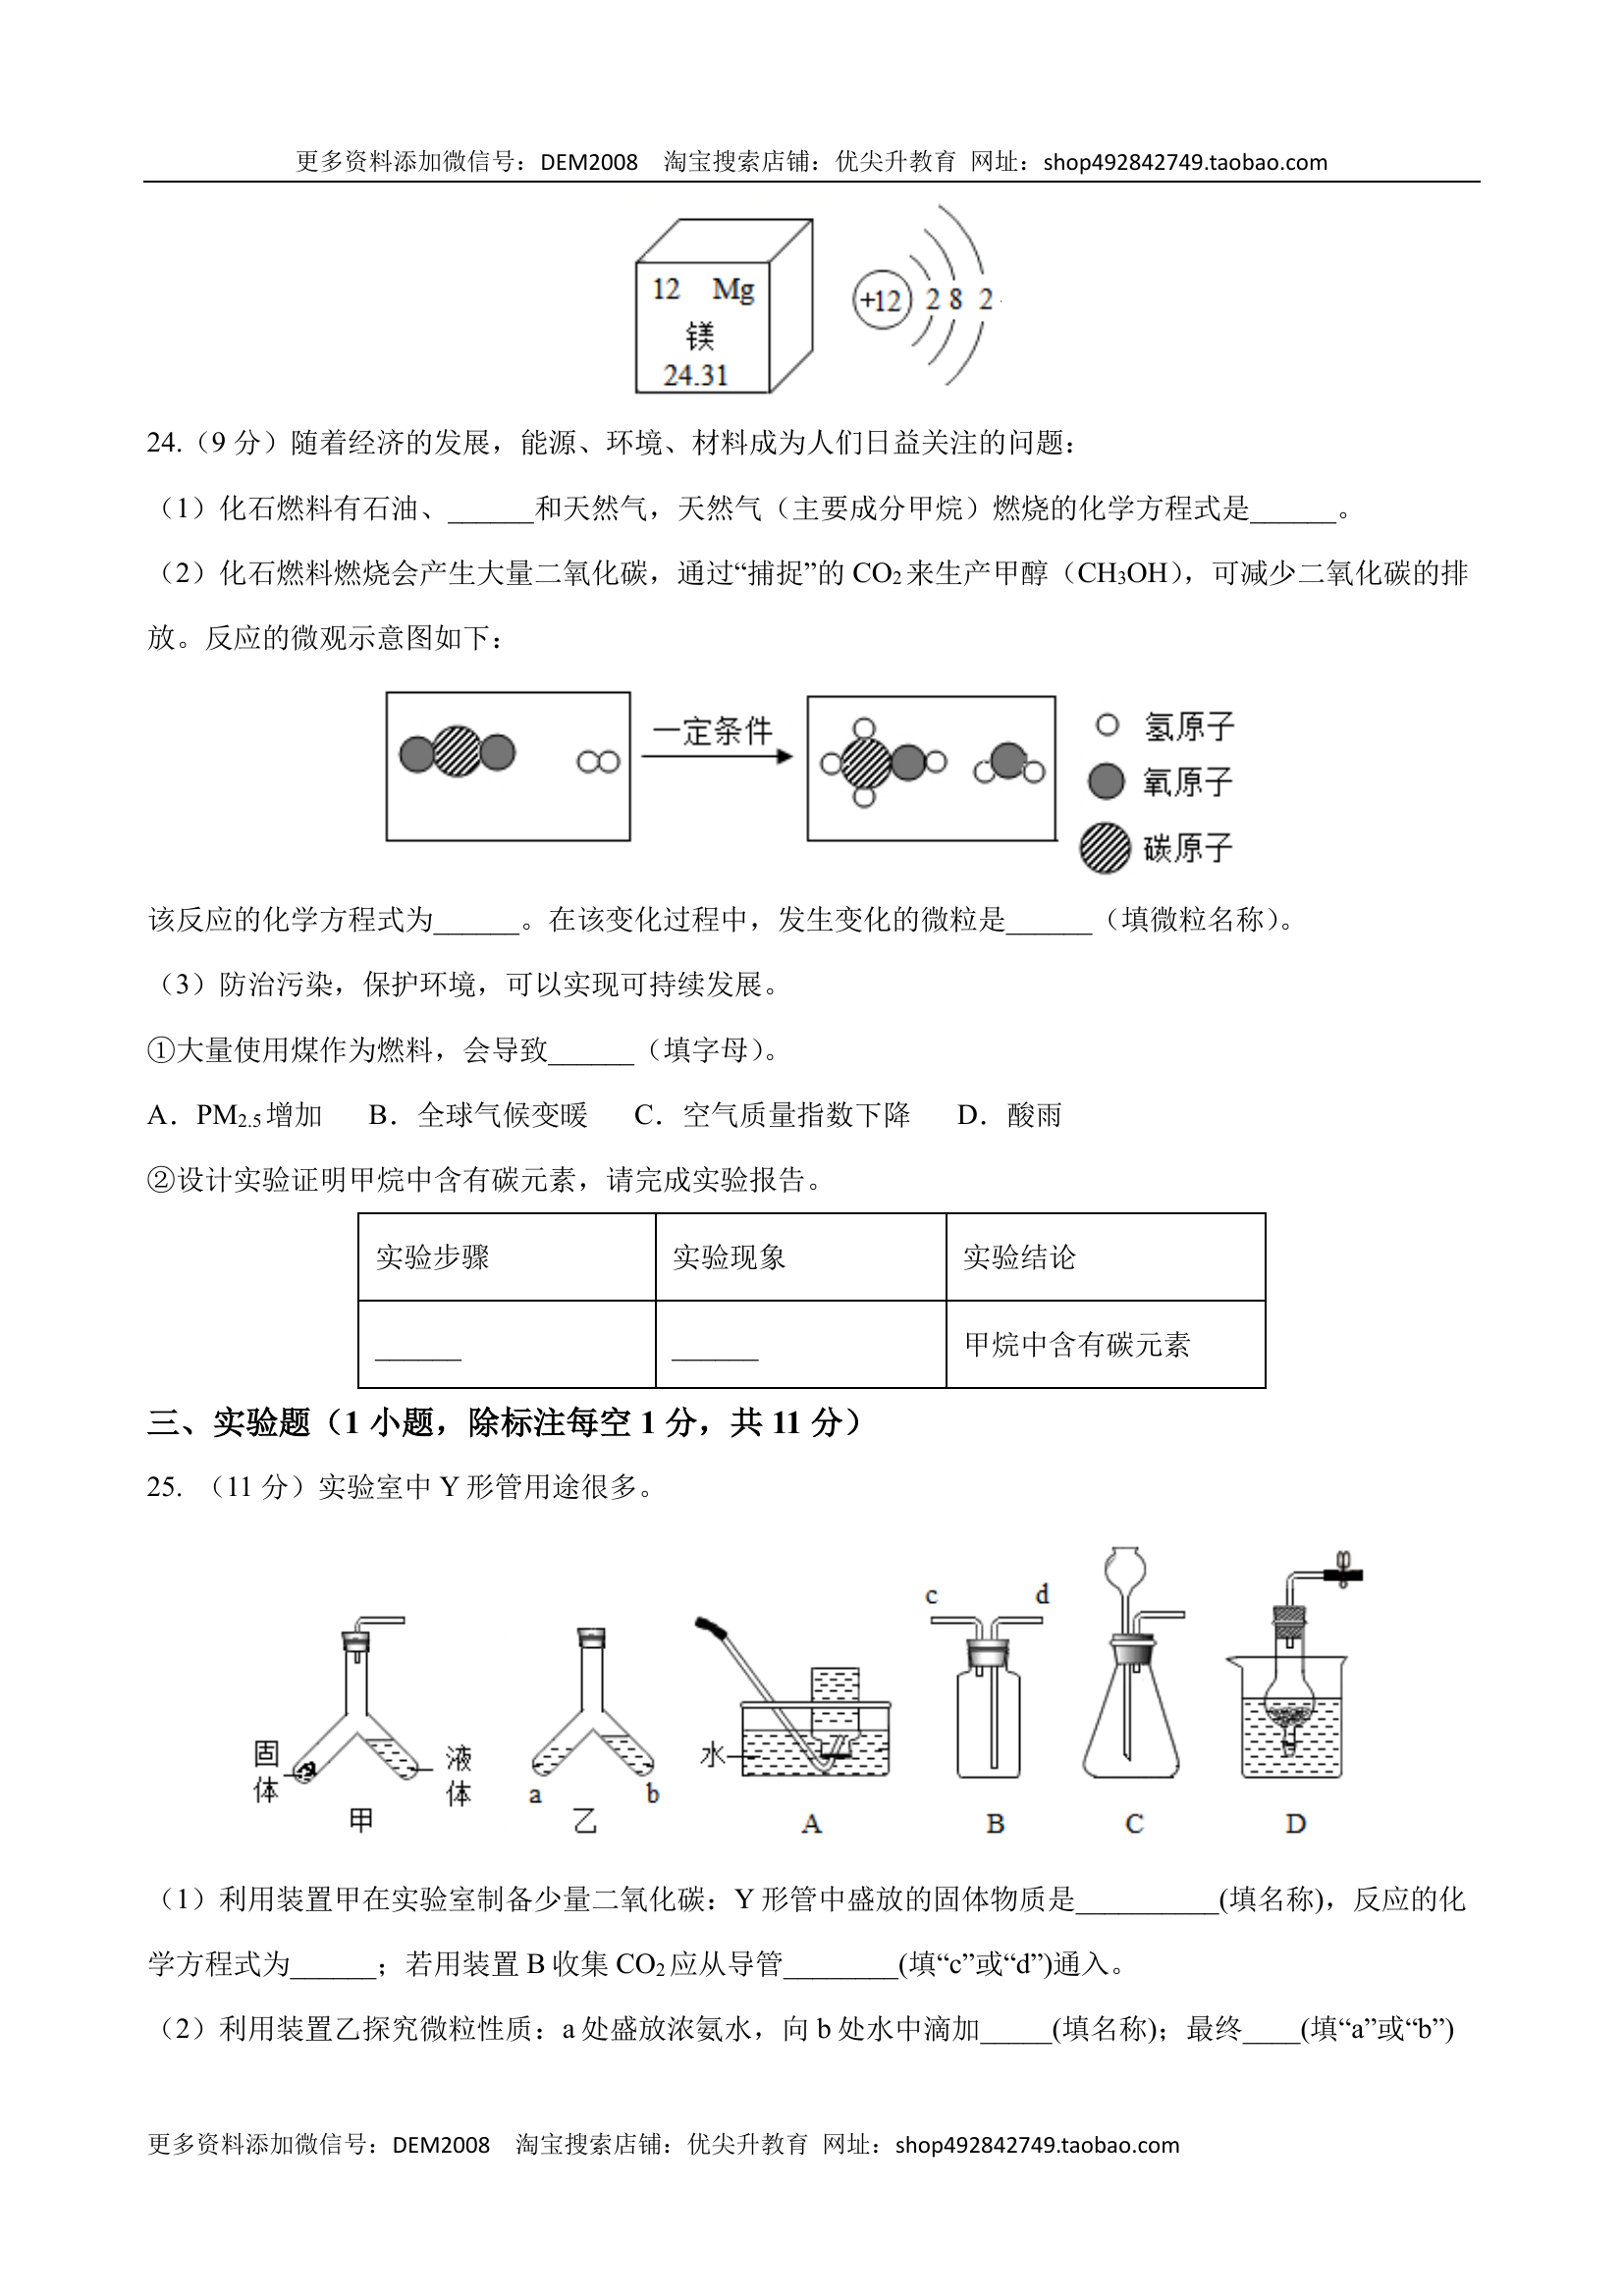 更多资料添加微信号：DEM2008　淘宝搜索店铺：优尖升教育 网址：shop492842749.taobao.com
12 Mg
镁
24.31
+12 2 8 2
24.（9 分）随着经济的发展，能源、环境、材料成为人们日益关注的问题：
（1）化石燃料有石油、______和天然气，天然气（主要成分甲烷）燃烧的化学方程式是______。
（2）化石燃料燃烧会产生大量二氧化碳，通过“捕捉”的 CO2 来生产甲醇（CH3OH），可减少二氧化碳的排
放。反应的微观示意图如下：
一定条件
氢原子
氧原子
碳原子
该反应的化学方程式为______。在该变化过程中，发生变化的微粒是______（填微粒名称）。
（3）防治污染，保护环境，可以实现可持续发展。
①大量使用煤作为燃料，会导致______（填字母）。
A．PM2.5 增加 B．全球气候变暖 C．空气质量指数下降 D．酸雨
②设计实验证明甲烷中含有碳元素，请完成实验报告。
实验步骤 实验现象 实验结论
______ ______ 甲烷中含有碳元素
三、实验题（1 小题，除标注每空 1 分，共 11 分）
25. （11 分）实验室中 Y 形管用途很多。
固体 液体 甲
a b 乙
水 A
c d B
C
D
（1）利用装置甲在实验室制备少量二氧化碳：Y 形管中盛放的固体物质是__________(填名称)，反应的化
学方程式为______；若用装置 B 收集 CO2 应从导管________(填“c”或“d”)通入。
（2）利用装置乙探究微粒性质：a 处盛放浓氨水，向 b 处水中滴加_____(填名称)；最终____(填“a”或“b”)
更多资料添加微信号：DEM2008　淘宝搜索店铺：优尖升教育 网址：shop492842749.taobao.com